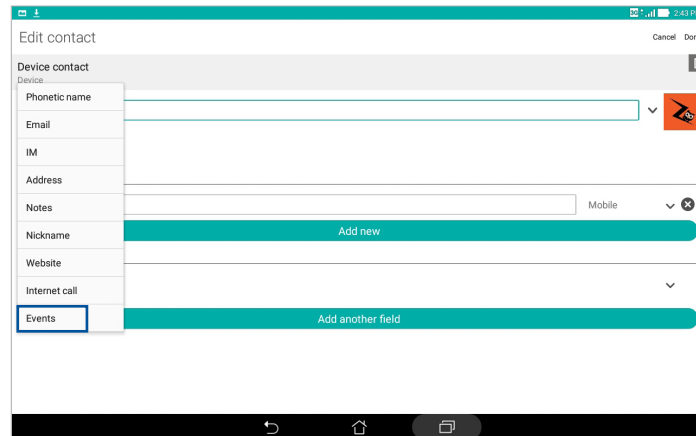 3G 2:43 P
Edit contact
Cancel Don
Device contact
Device
Phonetic name
Email
IM
Address
Notes
Nickname
Website
Internet call
Events
Mobile
Add new
Add another field